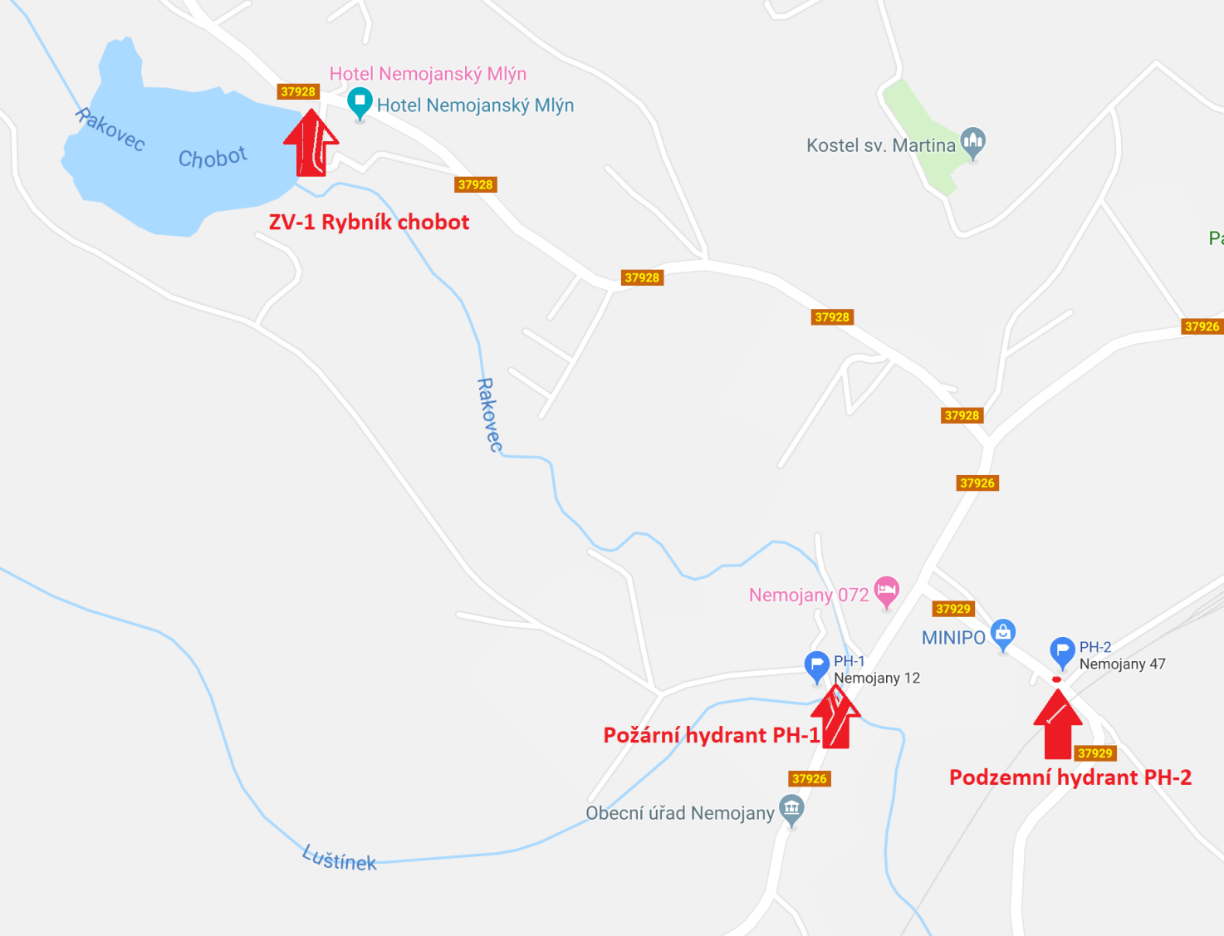 Hotel Nemojanský Mlýn
37928
Hotel Nemojanský Mlýn
Rakovec
Chobot
Kostel sv. Martina
37928
ZV-1 Rybník chobot
Pa
37928
37928
37926
Rakovec
37928
37926
Nemojany 072
37929
MINIPO
PH-1
Nemojany 12
PH-2
Nemojany 47
Požární hydrant PH-1
37929
Podzemní hydrant PH-2
37926
Obecní úřad Nemojany
Luštínek